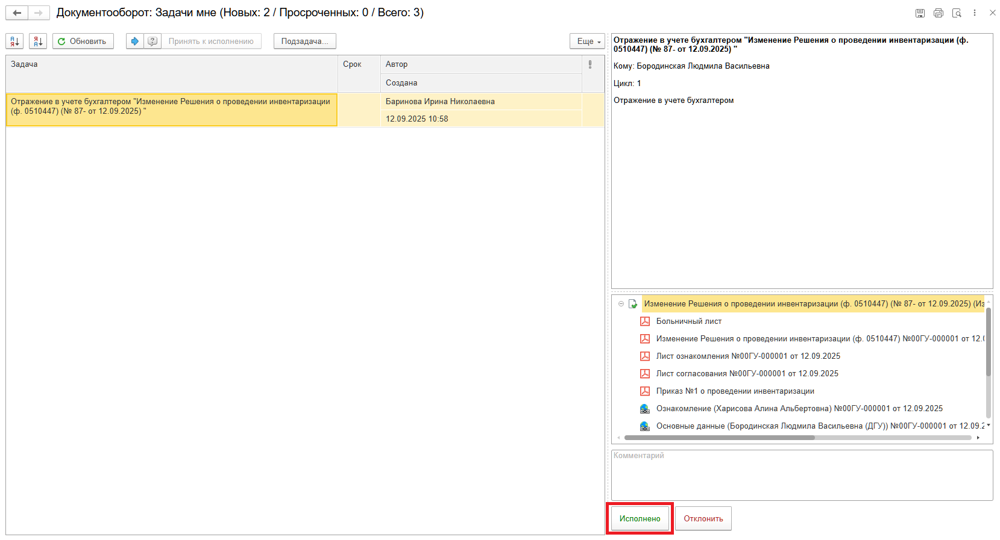 Документооборот: Задачи мне (Новых: 2 / Просроченных: 0 / Всего: 3)
Обновить
Принять к исполнению
Подзадача...
Еще
Задача
Срок
Автор
Создана
Отражение в учете бухгалтером "Изменение Решения о проведении инвентаризации
(ф. 0510447) (№ 87- от 12.09.2025) "
Баринова Ирина Николаевна
12.09.2025 10:58
Отражение в учете бухгалтером "Изменение Решения о проведении инвентаризации (ф.
0510447) (№ 87- от 12.09.2025) "
Кому: Бородинская Людмила Васильевна
Цикл: 1
Отражение в учете бухгалтером
Изменение Решения о проведении инвентаризации (ф. 0510447) (№ 87- от 12.09.2025) (Из
Больничный лист
Изменение Решения о проведении инвентаризации (ф. 0510447) №00ГУ-000001 от 12.0
Лист ознакомления №00ГУ-000001 от 12.09.2025
Лист согласования №00ГУ-000001 от 12.09.2025
Приказ №1 о проведении инвентаризации
Ознакомление (Харисова Алина Альбертовна) №00ГУ-000001 от 12.09.2025
Основные данные (Бородинская Людмила Васильевна (ДГУ)) №00ГУ-000001 от 12.09.2
Комментарий
Исполнено
Отклонить